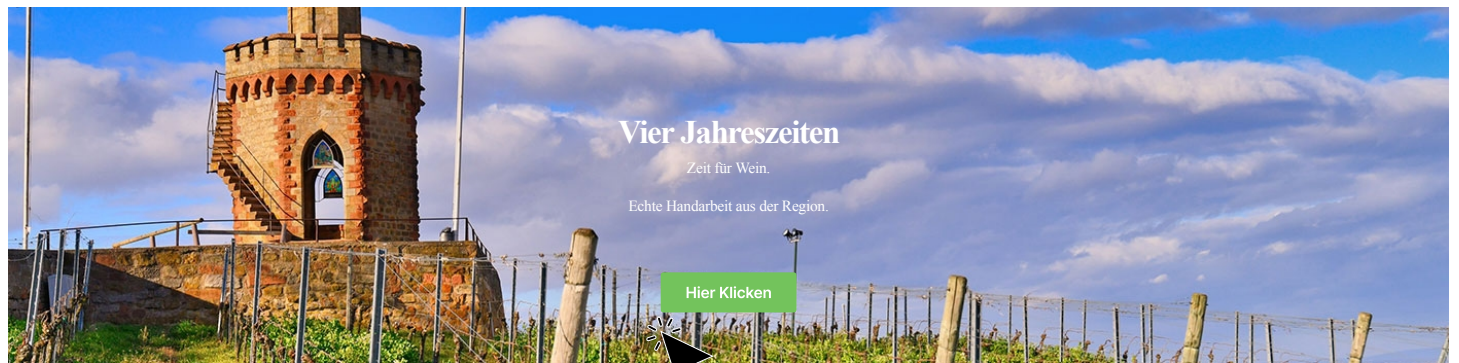 Vier Jahreszeiten
Zeit für Wein.
Echte Handarbeit aus der Region.
Hier Klicken